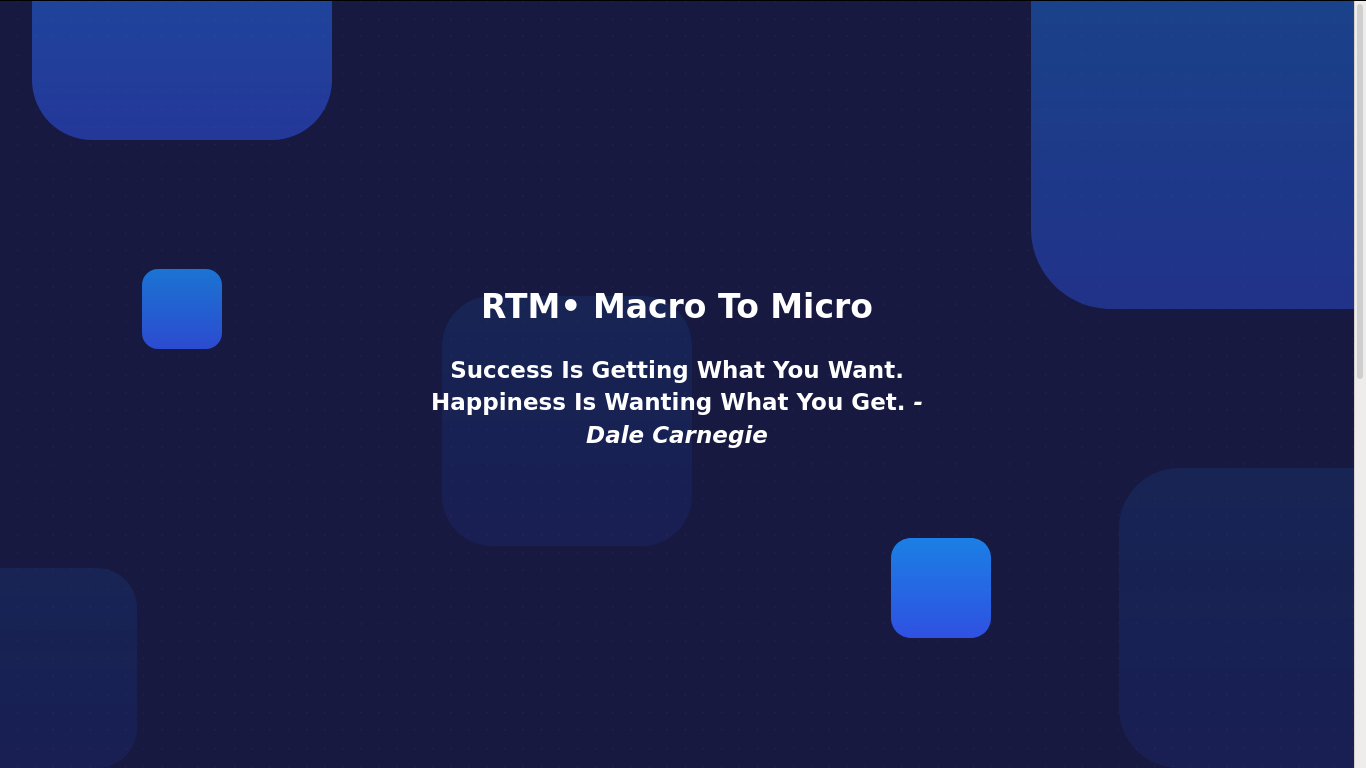 RTM• Macro To Micro
Success Is Getting What You Want.
Happiness Is Wanting What You Get. -
Dale Carnegie